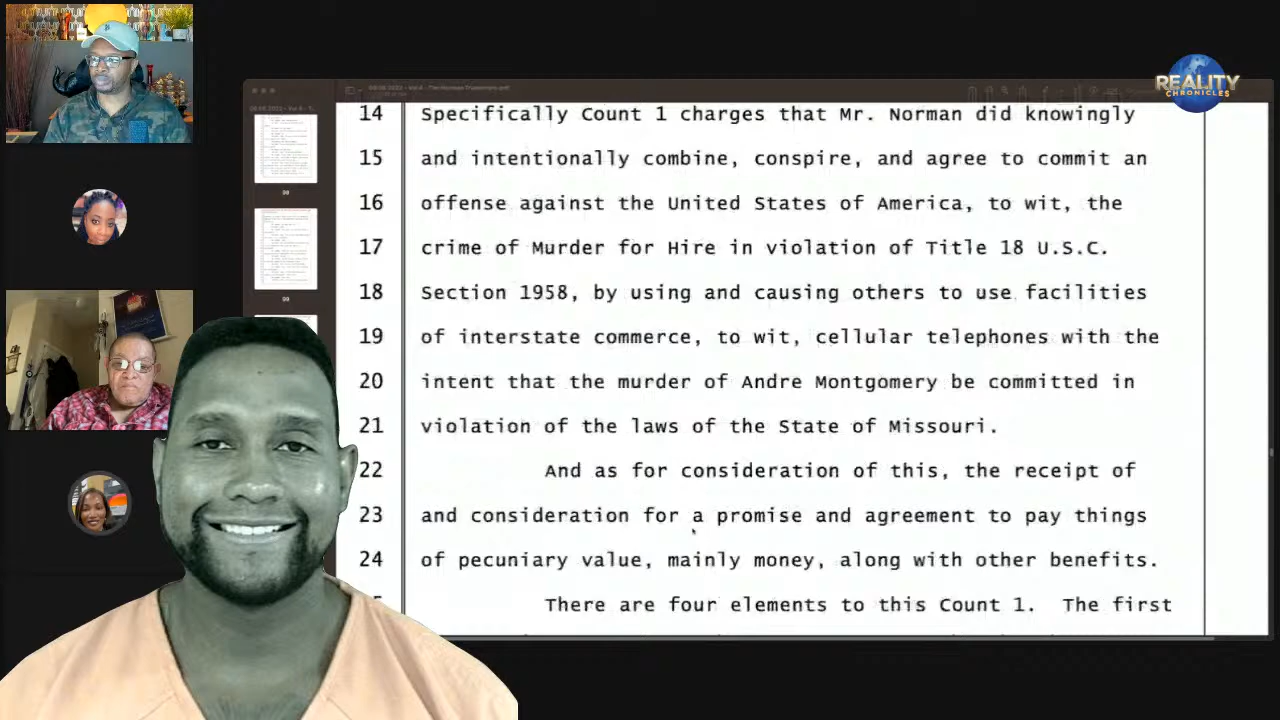 REALITY
CHRONICLES
14 Specifically Count 1 charges that Mr. Norman did knowingly
15 and intentionally combine, conspire, and agree to commit an
16 offense against the United States of America, to wit, the
17 crime of Murder for Hire in violation of Title 18 U.S.C.
18 Section 1958, by using and causing others to use facilities
19 of interstate commerce, to wit, cellular telephones with the
20 intent that the murder of Andre Montgomery be committed in
21 violation of the laws of the State of Missouri.
22 And as for consideration of this, the receipt of
23 and consideration for a promise and agreement to pay things
24 of pecuniary value, mainly money, along with other benefits.
There are four elements to this Count 1. The first